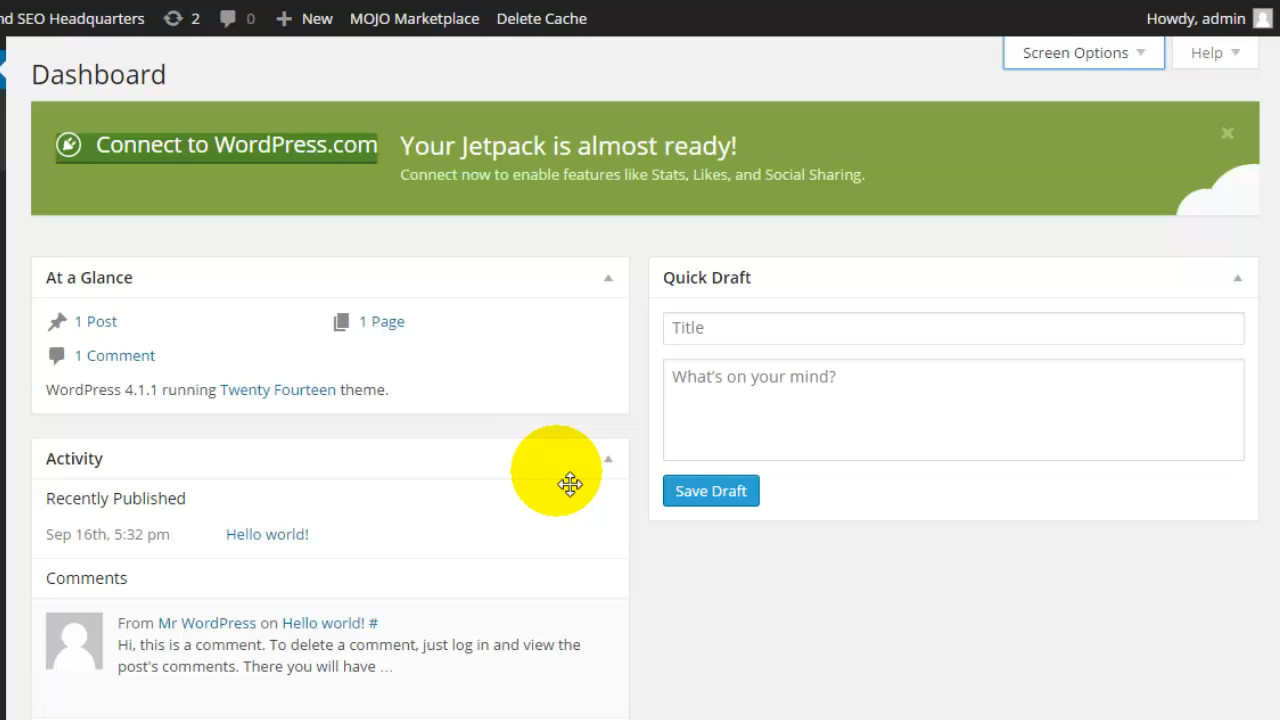 nd SEO Headquarters 2 0 New MOJO Marketplace Delete Cache Howdy, admin
Screen Options Help
Dashboard
Connect to WordPress.com
Your Jetpack is almost ready!
Connect now to enable features like Stats, Likes, and Social Sharing.
At a Glance
1 Post 1 Page
1 Comment
WordPress 4.1.1 running Twenty Fourteen theme.
Activity
Recently Published
Sep 16th, 5:32 pm Hello world!
Comments
From Mr WordPress on Hello world! #
Hi, this is a comment. To delete a comment, just log in and view the
post's comments. There you will have …
Quick Draft
Title
What's on your mind?
Save Draft